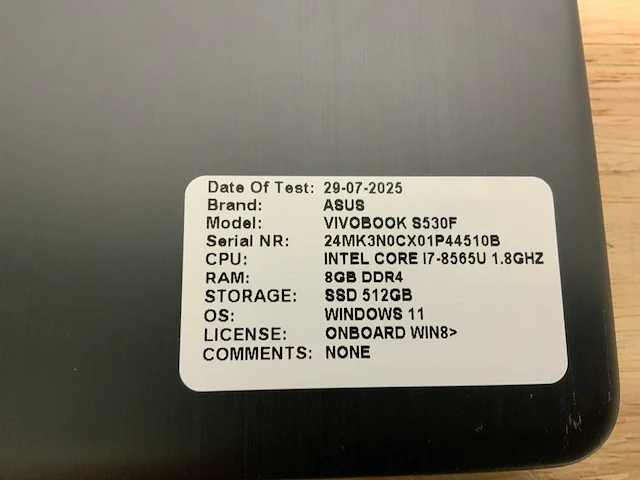 Date Of Test: 29-07-2025
Brand: ASUS
Model: VIVOBOOK S530F
Serial NR: 24MK3N0CX01P44510B
CPU: INTEL CORE I7-8565U 1.8GHZ
RAM: 8GB DDR4
STORAGE: SSD 512GB
OS: WINDOWS 11
LICENSE: ONBOARD WIN8>
COMMENTS: NONE